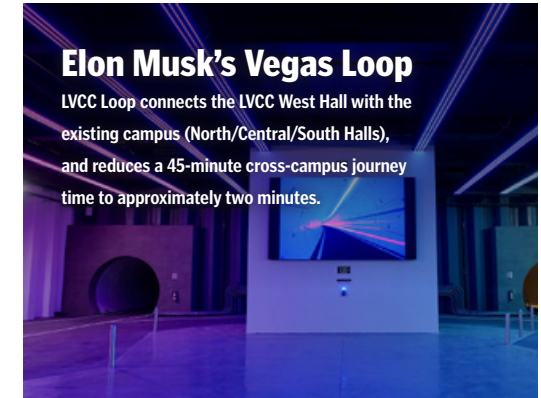 Elon Musk’s Vegas Loop
LVCC Loop connects the LVCC West Hall with the
existing campus (North/Central/South Halls),
and reduces a 45-minute cross-campus journey
time to approximately two minutes.